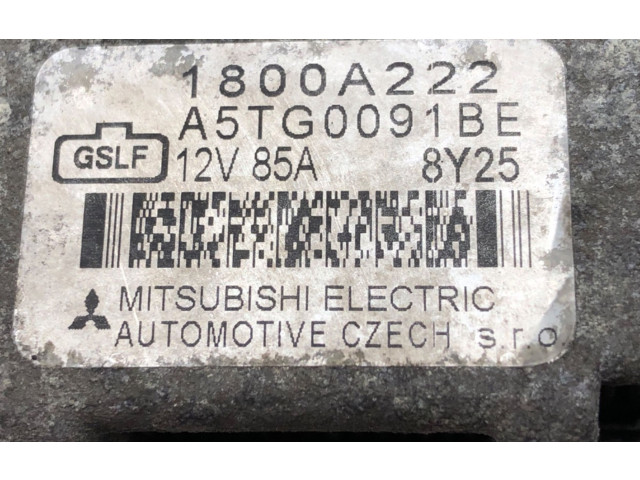 1800A222
A5TG0091BE
GSLF 12V 85A 8Y25
MITSUBISHI ELECTRIC
AUTOMOTIVE CZECH s.r.o.